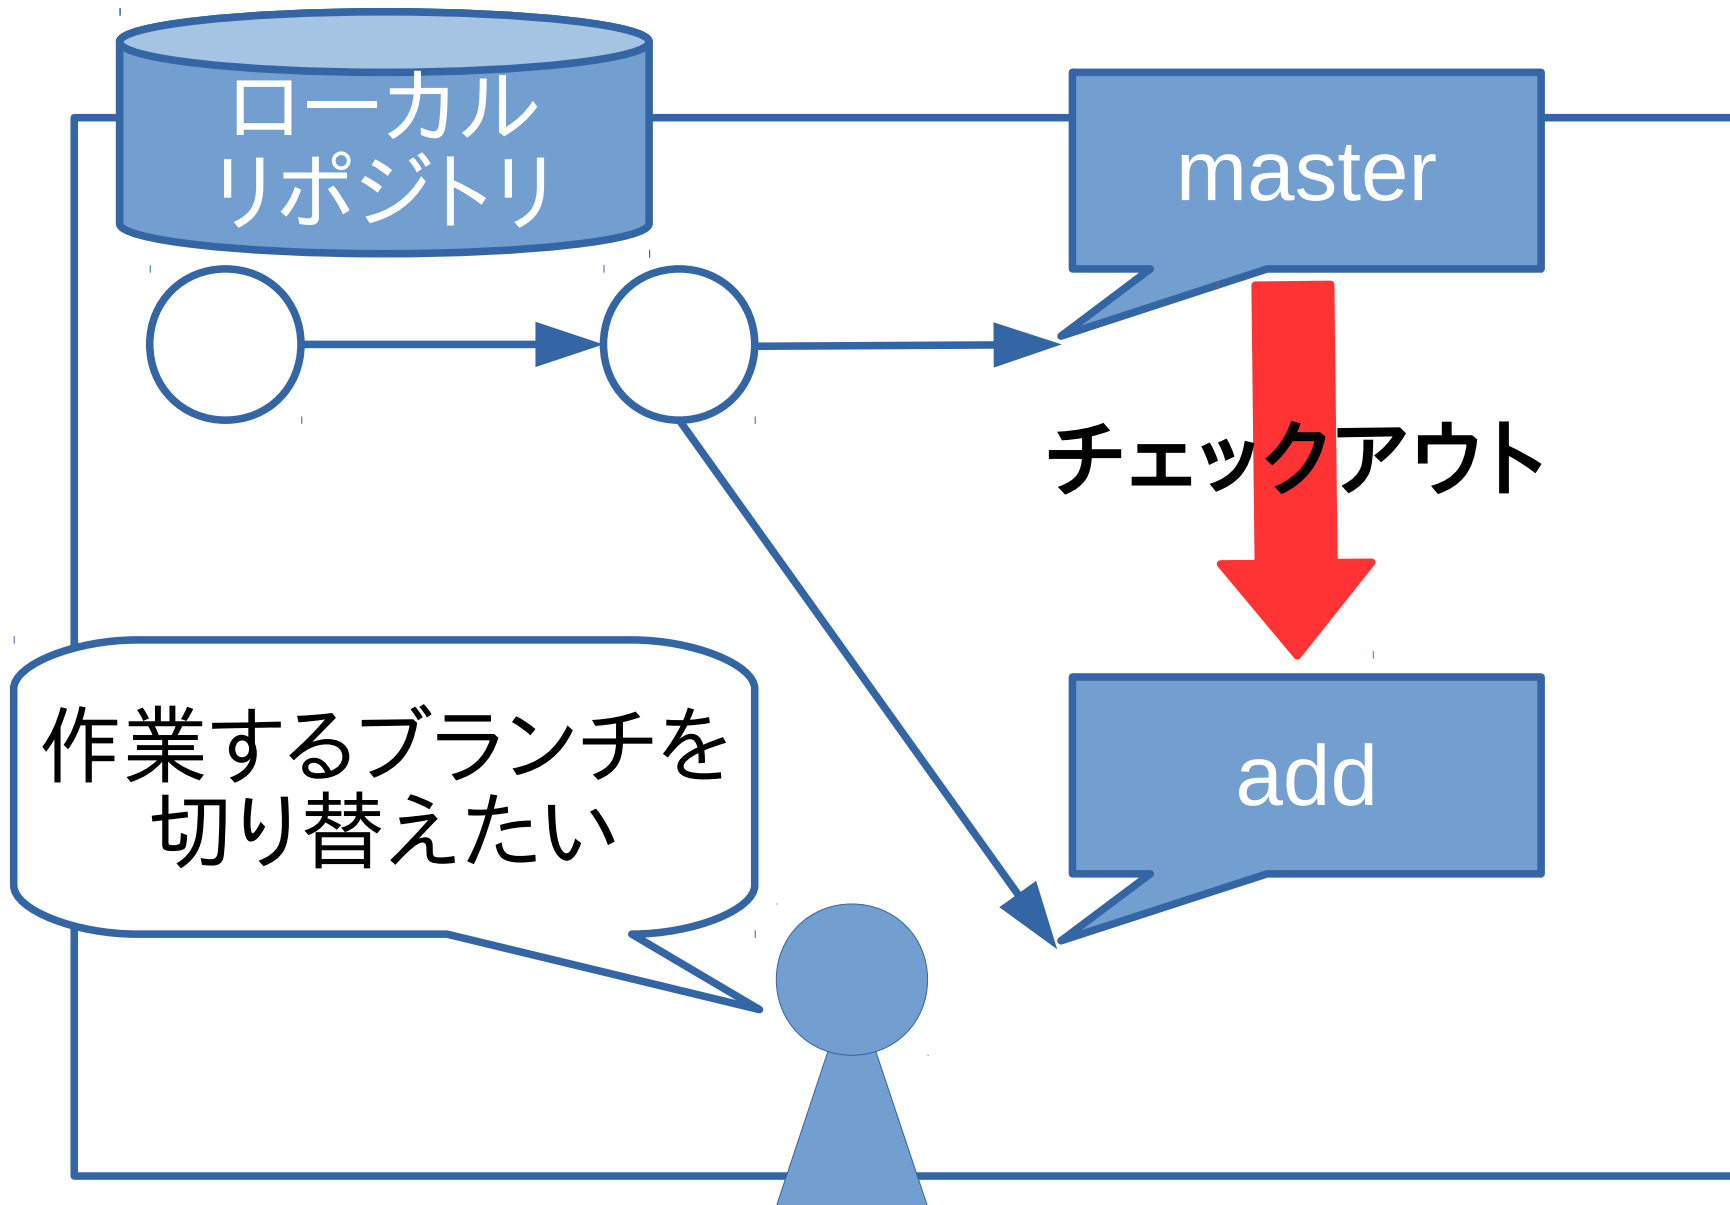 ローカル
リポジトリ
master
チェックアウト
作業するブランチを
切り替えたい
add